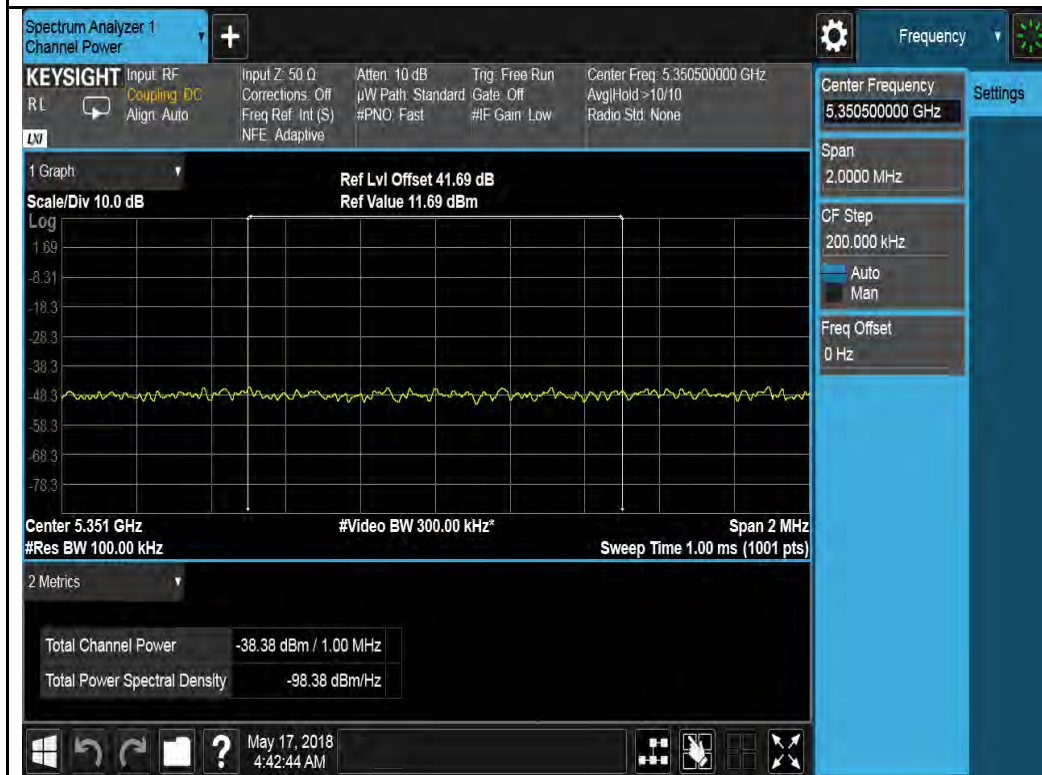 Spectrum Analyzer 1
Channel Power
+
Frequency
KEYSIGHT
RL
LXI
Input: RF
Coupling: DC
Align: Auto
Input Z: 50 Ω
Corrections: Off
Freq Ref: Int (S)
NFE: Adaptive
Atten: 10 dB
µW Path: Standard
#PNO: Fast
Trig: Free Run
Gate: Off
#IF Gain: Low
Center Freq: 5.350500000 GHz
Avg|Hold >10/10
Radio Std: None
Center Frequency
5.350500000 GHz
Settings
Span
2.0000 MHz
CF Step
200.000 kHz
Auto
Man
Freq Offset
0 Hz
1 Graph
Scale/Div 10.0 dB
Ref Lvl Offset 41.69 dB
Ref Value 11.69 dBm
Log
1.69
-8.31
-18.3
-28.3
-38.3
-48.3
-58.3
-68.3
-78.3
Center 5.351 GHz
#Video BW 300.00 kHz*
Span 2 MHz
#Res BW 100.00 kHz
Sweep Time 1.00 ms (1001 pts)
2 Metrics
Total Channel Power -38.38 dBm / 1.00 MHz
Total Power Spectral Density -98.38 dBm/Hz
?
May 17, 2018
4:42:44 AM